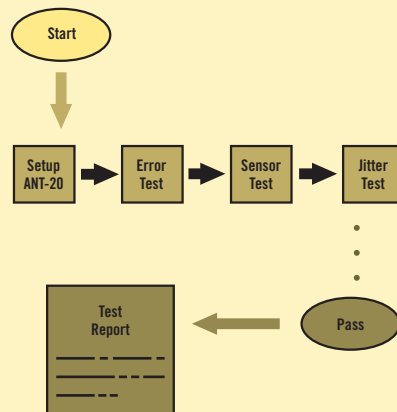 Start
Setup
ANT-20
Error
Test
Sensor
Test
Jitter
Test
Pass
Test
Report